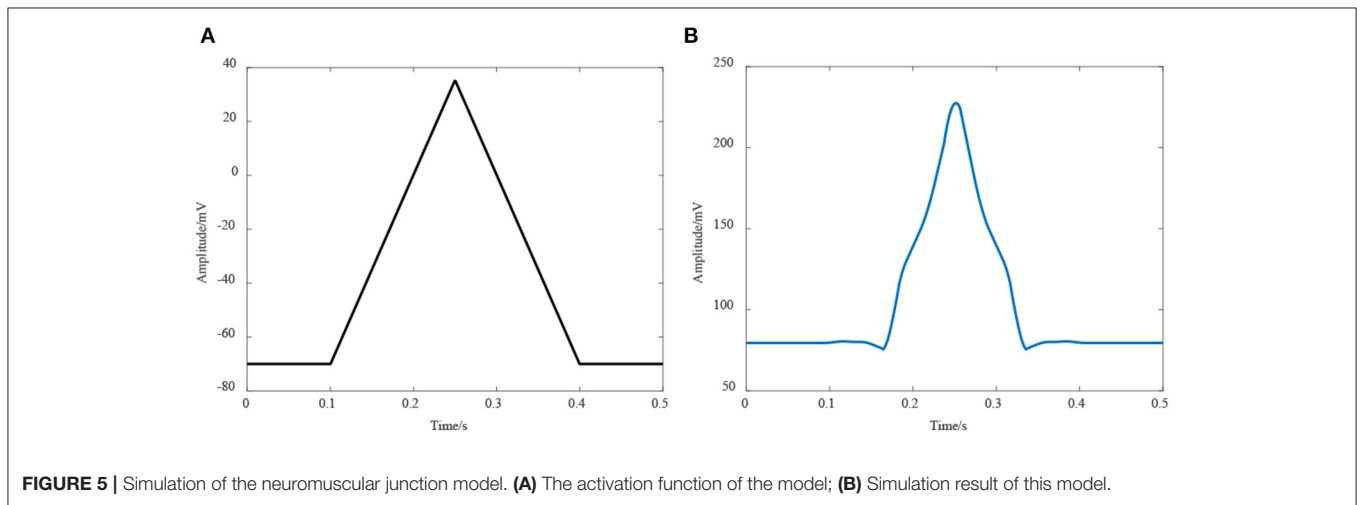 A
40
20
0
-20
-40
-60
-80
Amplitude/mV
0 0.1 0.2 0.3 0.4 0.5
Time/s
B
250
200
150
100
50
Amplitude/mV
0 0.1 0.2 0.3 0.4 0.5
Time/s
FIGURE 5 | Simulation of the neuromuscular junction model. (A) The activation function of the model; (B) Simulation result of this model.